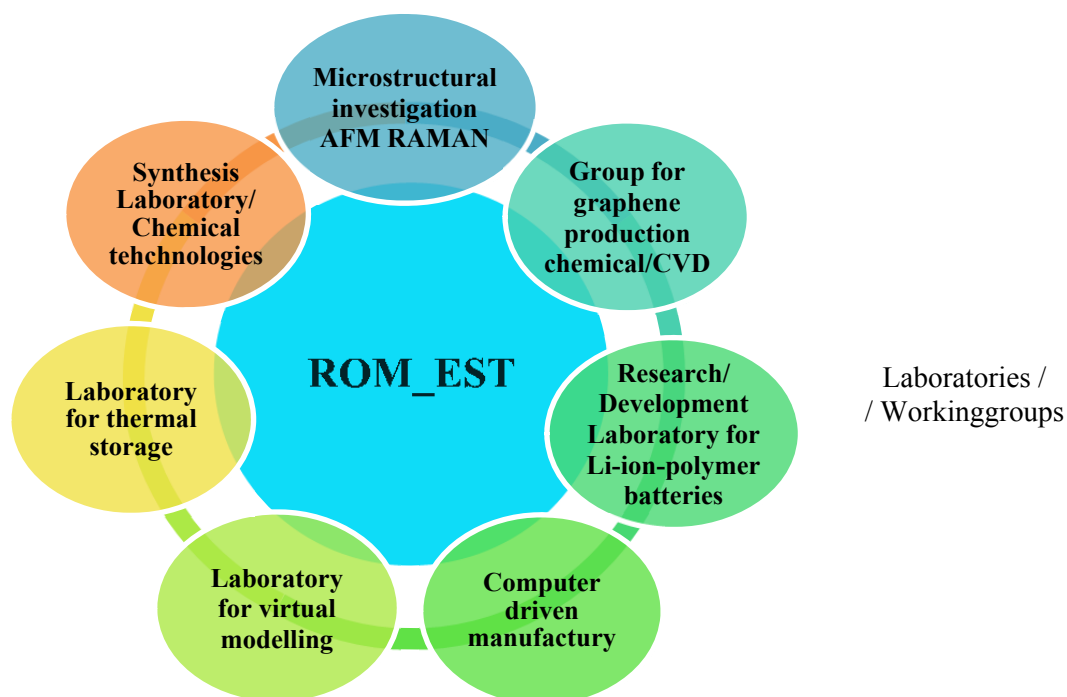 Microstructural
investigation
AFM RAMAN
Group for
graphene
production
chemical/CVD
Research/
Development
Laboratory for
Li-ion-polymer
batteries
Computer
driven
manufactury
Laboratory
for virtual
modelling
Laboratory
for thermal
storage
Synthesis
Laboratory/
Chemical
tehchnologies
ROM_EST
Laboratories /
/ Workinggroups